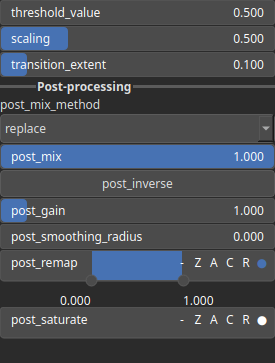 threshold_value 0.500
scaling 0.500
transition_extent 0.100
Post-processing
post_mix_method
replace
post_mix 1.000
post_inverse
post_gain 1.000
post_smoothing_radius 0.000
post_remap - Z A C R
0.000 1.000
post_saturate - Z A C R